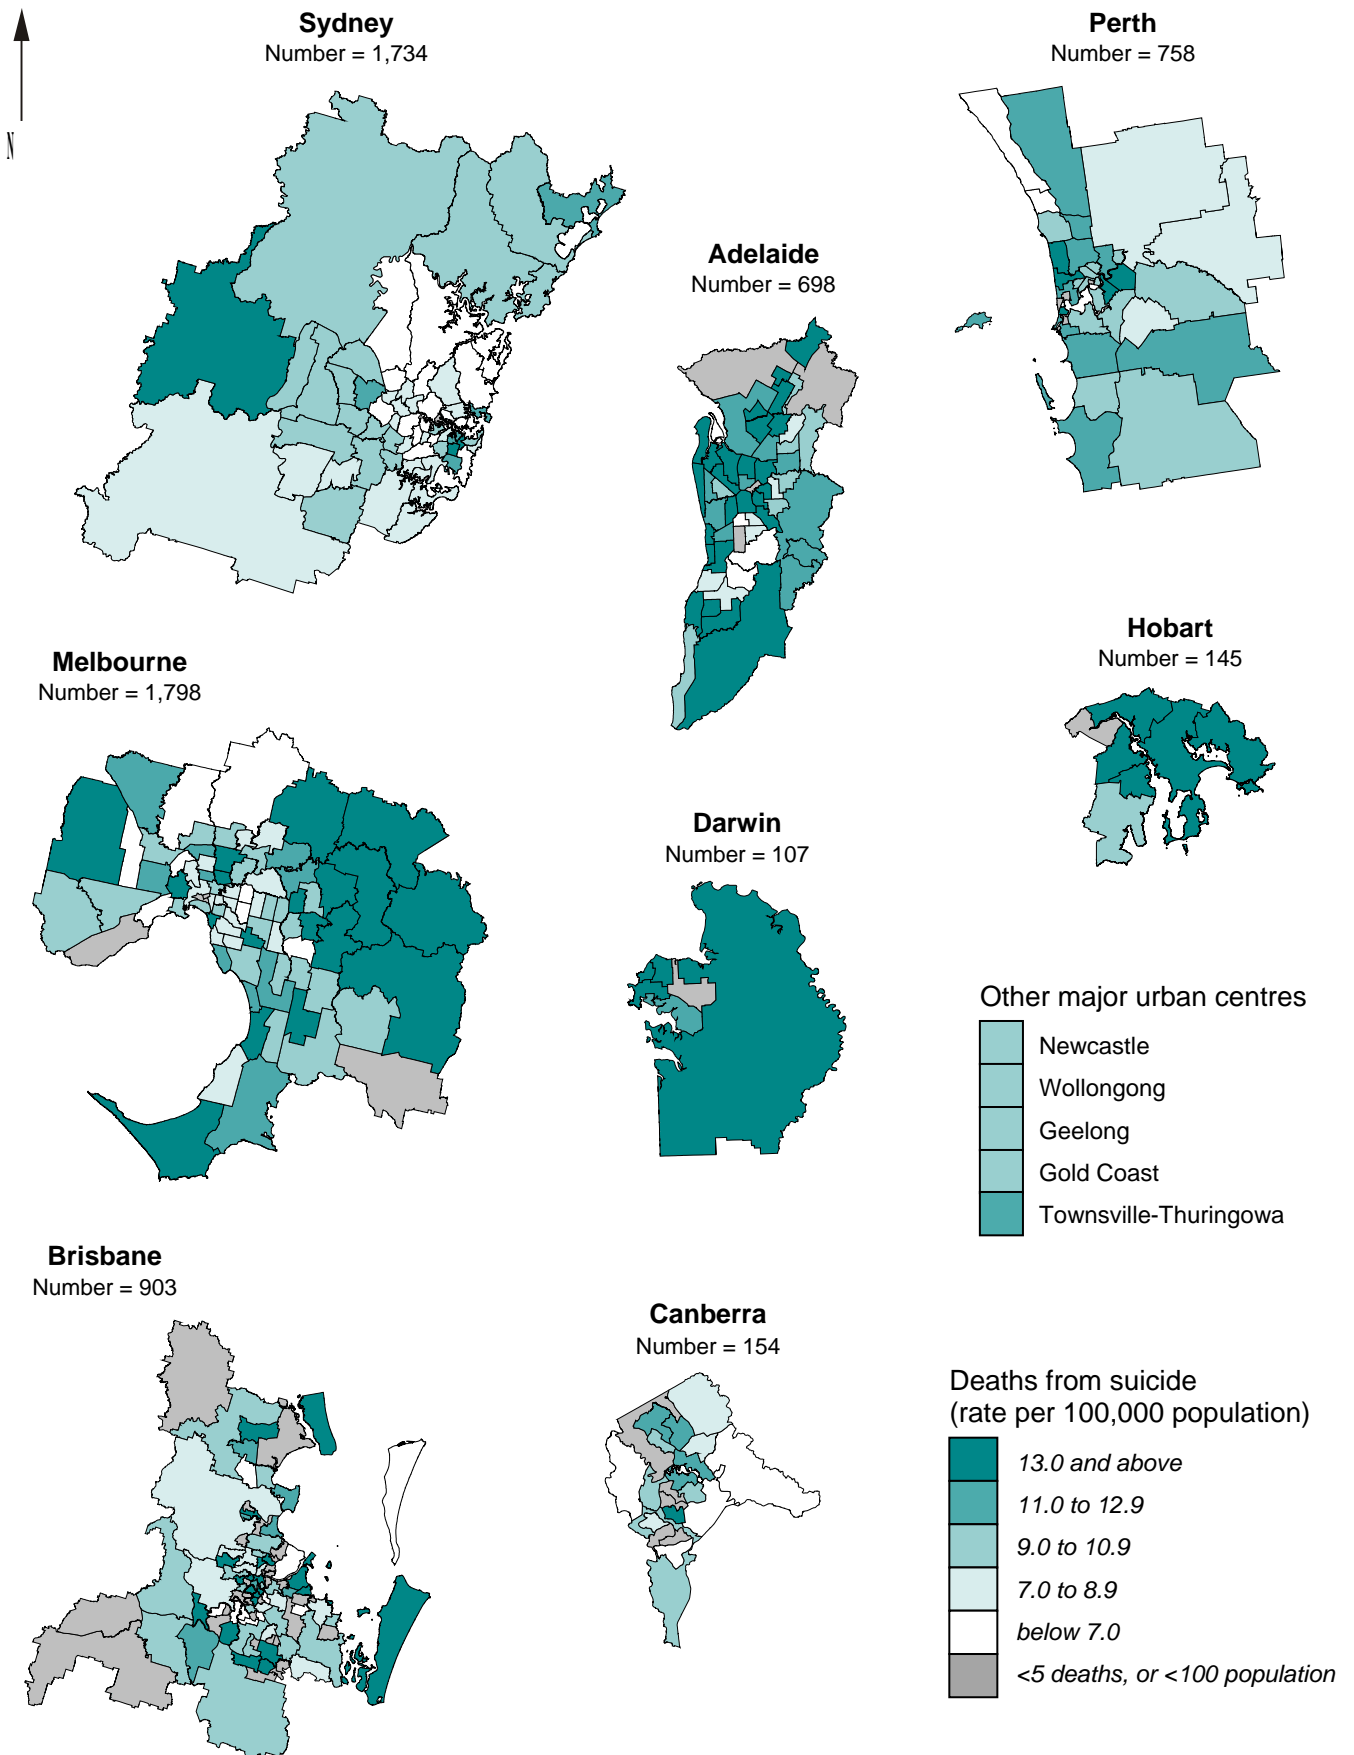 Sydney
Number = 1,734
Perth
Number = 758
N
Adelaide
Number = 698
Hobart
Number = 145
Melbourne
Number = 1,798
Darwin
Number = 107
Other major urban centres
Newcastle
Wollongong
Geelong
Gold Coast
Townsville-Thuringowa
Brisbane
Number = 903
Canberra
Number = 154
Deaths from suicide
(rate per 100,000 population)
13.0 and above
11.0 to 12.9
9.0 to 10.9
7.0 to 8.9
below 7.0
<5 deaths, or <100 population